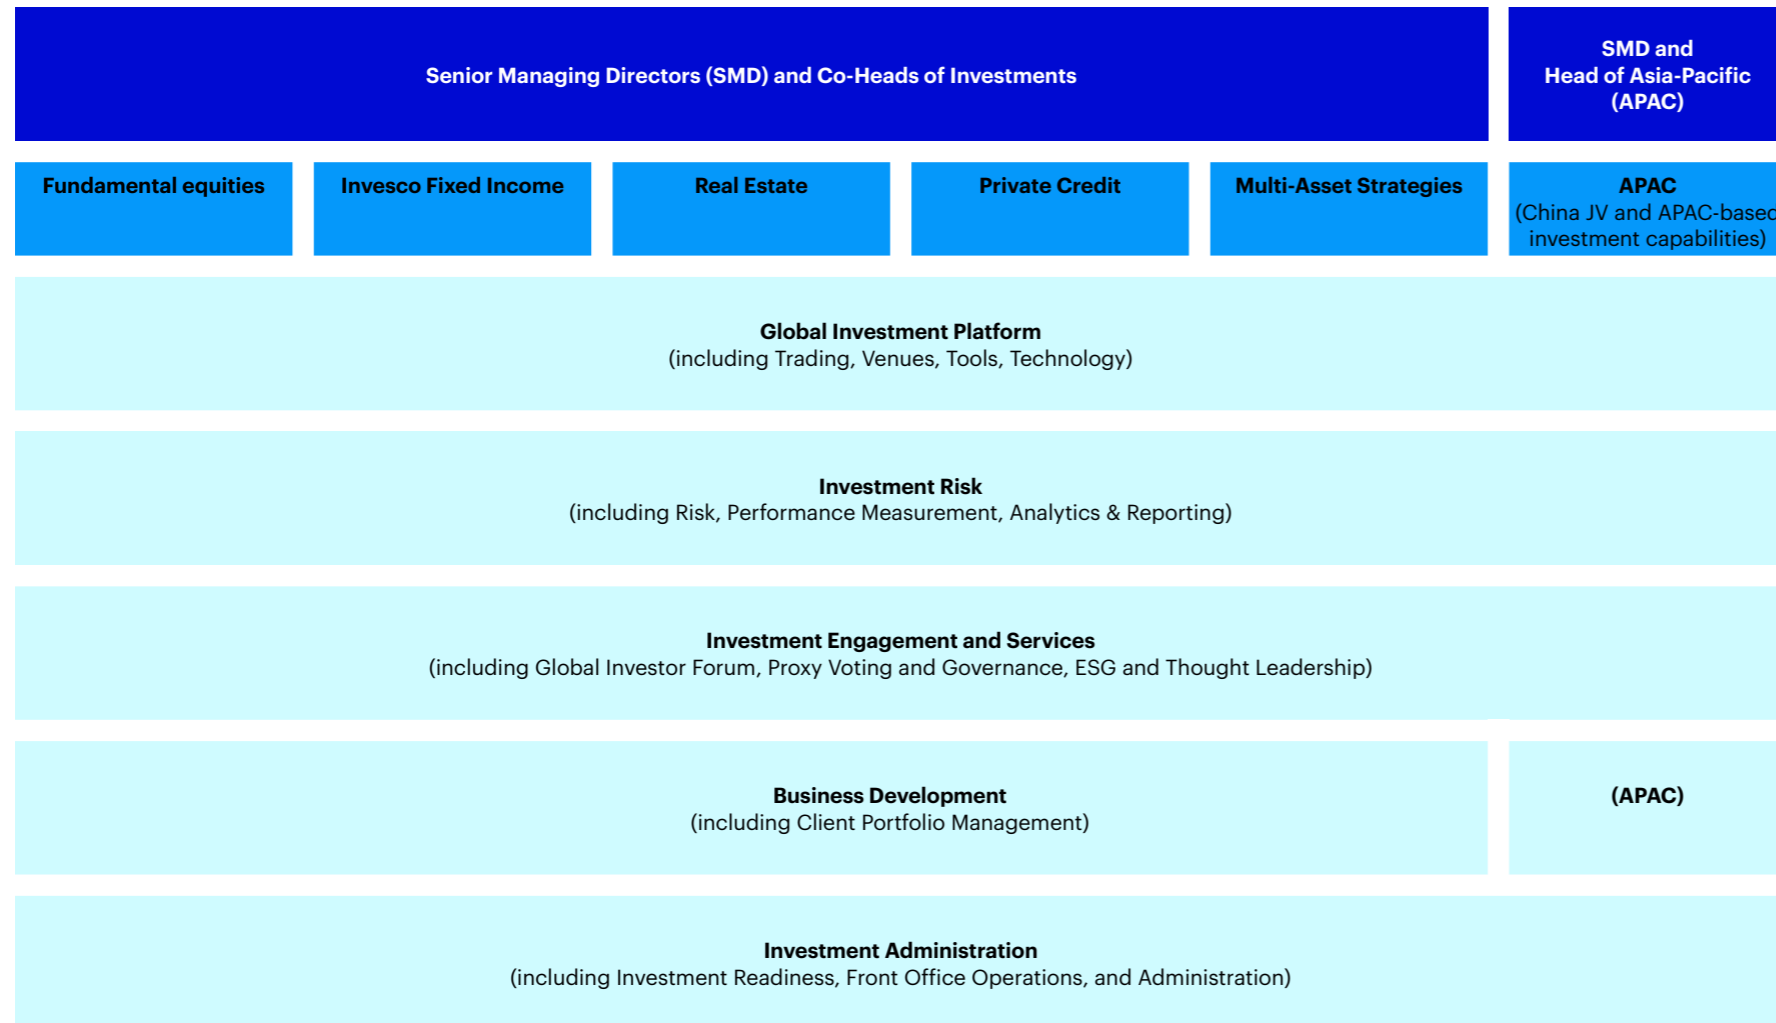 Senior Managing Directors (SMD) and Co-Heads of Investments
SMD and
Head of Asia-Pacific
(APAC)
Fundamental equities
Invesco Fixed Income
Real Estate
Private Credit
Multi-Asset Strategies
APAC
(China JV and APAC-based
investment capabilities)
Global Investment Platform
(including Trading, Venues, Tools, Technology)
Investment Risk
(including Risk, Performance Measurement, Analytics & Reporting)
Investment Engagement and Services
(including Global Investor Forum, Proxy Voting and Governance, ESG and Thought Leadership)
Business Development
(including Client Portfolio Management)
(APAC)
Investment Administration
(including Investment Readiness, Front Office Operations, and Administration)